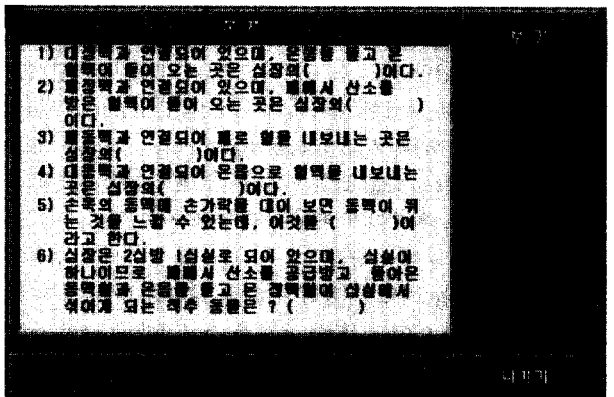 1) 대정맥과 연결되어 있으며, 온몸을 돌고 온
혈액이 들어 오는 곳은 심장의( )이다.
2) 폐정맥과 연결되어 있으며, 폐에서 산소를
받은 혈액이 들어 오는 곳은 심장의( )
이다.
3) 폐동맥과 연결되어 폐로 혈을 내보내는 곳은
심장의( )이다.
4) 대동맥과 연결되어 온몸으로 혈액을 내보내는
곳은 심장의( )이다.
5) 손목의 동맥에 손가락을 대어 보면 동맥이 뛰
는 것을 느낄 수 있는데, 이것을 ( )이
라고 한다.
6) 심장은 2심방 1심실로 되어 있으며, 심실이
하나이므로 폐에서 산소를 공급받고 돌아온
동맥혈과 온몸을 돌고 온 정맥혈이 심실에서
섞이게 되는 척추 동물은 ? ( )
나가기